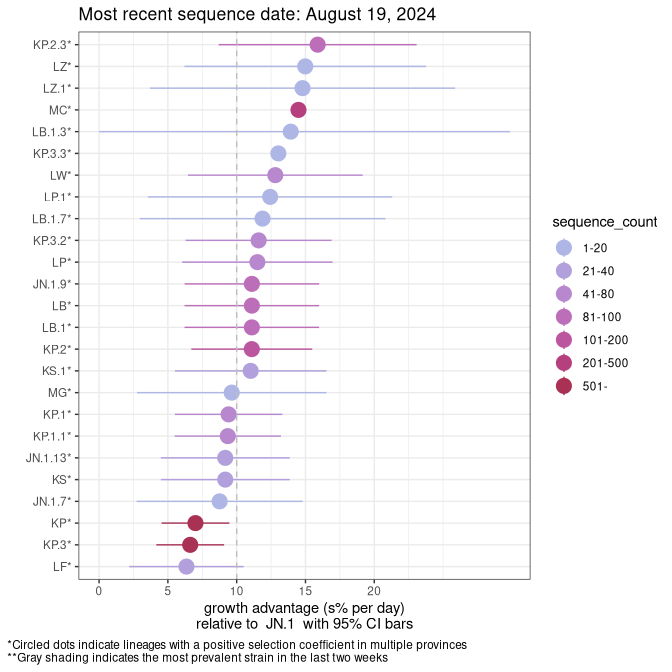 Most recent sequence date: August 19, 2024
KP.2.3*
LZ*
LZ.1*
MC*
LB.1.3*
KP.3.3*
LW*
LP.1*
LB.1.7*
KP.3.2*
LP*
JN.1.9*
LB*
LB.1*
KP.2*
KS.1*
MG*
KP.1*
KP.1.1*
JN.1.13*
KS*
JN.1.7*
KP*
KP.3*
LF*
0 5 10 15 20
growth advantage (s% per day)
relative to JN.1 with 95% CI bars
sequence_count
1-20
21-40
41-80
81-100
101-200
201-500
501-
*Circled dots indicate lineages with a positive selection coefficient in multiple provinces
**Gray shading indicates the most prevalent strain in the last two weeks